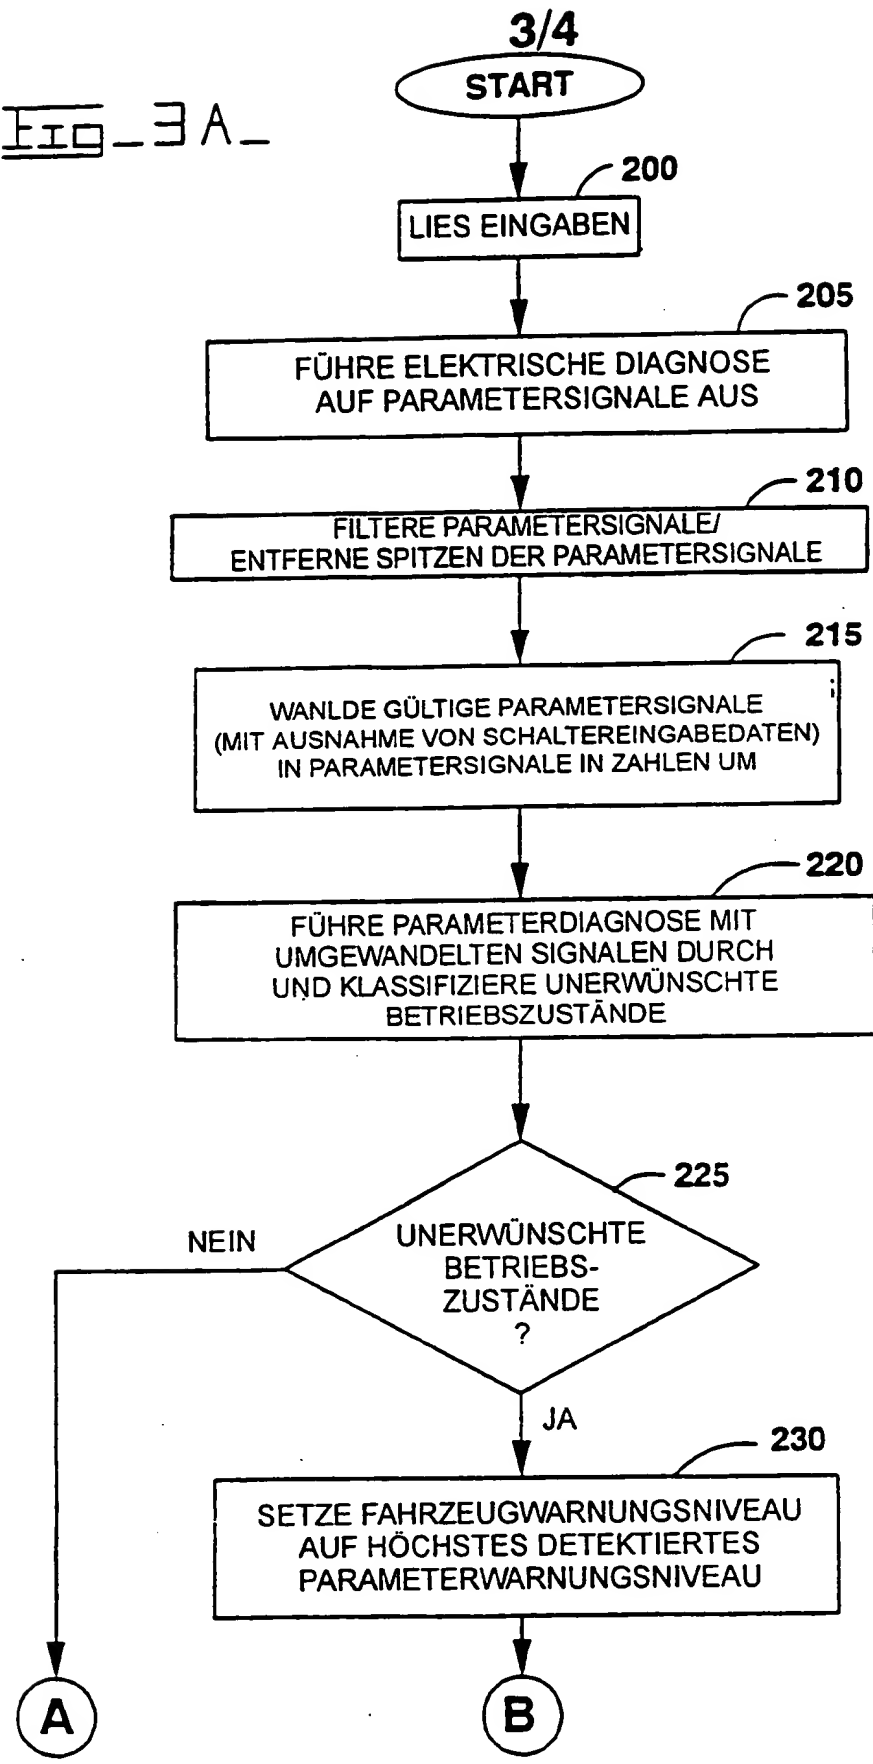 3/4
START
Fig_3A_
200
LIES EINGABEN
205
FÜHRE ELEKTRISCHE DIAGNOSE
AUF PARAMETERSIGNALE AUS
210
FILTERE PARAMETERSIGNALE/
ENTFERNE SPITZEN DER PARAMETERSIGNALE
215
WANLDE GÜLTIGE PARAMETERSIGNALE
(MIT AUSNAHME VON SCHALTEREINGABEDATEN)
IN PARAMETERSIGNALE IN ZAHLEN UM
220
FÜHRE PARAMETERDIAGNOSE MIT
UMGEWANDELTEN SIGNALEN DURCH
UND KLASSIFIZIERE UNERWÜNSCHTE
BETRIEBSZUSTÄNDE
225
NEIN
UNERWÜNSCHTE
BETRIEBS-
ZUSTÄNDE
?
JA
230
SETZE FAHRZEUGWARNUNGSNIVEAU
AUF HÖCHSTES DETEKTIERTES
PARAMETERWARNUNGSNIVEAU
A
B